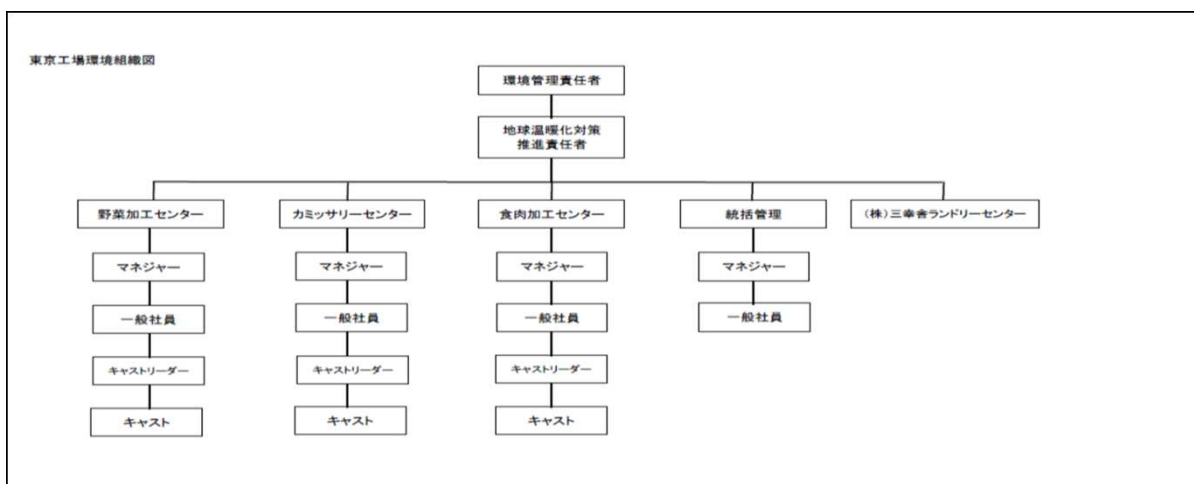 東京工場環境組織図
環境管理責任者
地球温暖化対策
推進責任者
野菜加工センター
カミッサリーセンター
食肉加工センター
統括管理
(株)三幸舎ランドリーセンター
マネジャー
マネジャー
マネジャー
マネジャー
一般社員
一般社員
一般社員
一般社員
キャストリーダー
キャストリーダー
キャストリーダー
キャスト
キャスト
キャスト